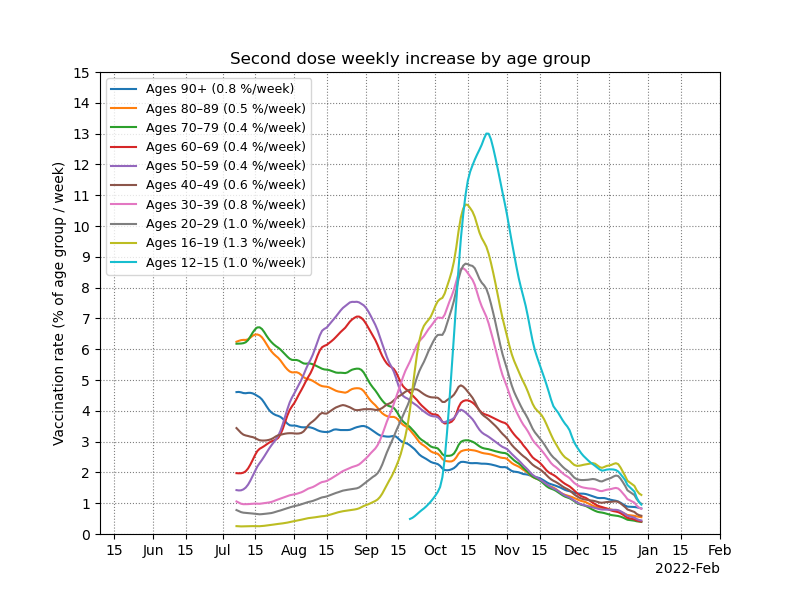 Second dose weekly increase by age group
Vaccination rate (% of age group / week)
15
14
13
12
11
10
9
8
7
6
5
4
3
2
1
0
Ages 90+ (0.8 %/week)
Ages 80–89 (0.5 %/week)
Ages 70–79 (0.4 %/week)
Ages 60–69 (0.4 %/week)
Ages 50–59 (0.4 %/week)
Ages 40–49 (0.6 %/week)
Ages 30–39 (0.8 %/week)
Ages 20–29 (1.0 %/week)
Ages 16–19 (1.3 %/week)
Ages 12–15 (1.0 %/week)
15 Jun 15 Jul 15 Aug 15 Sep 15 Oct 15 Nov 15 Dec 15 Jan 15 Feb
2022-Feb